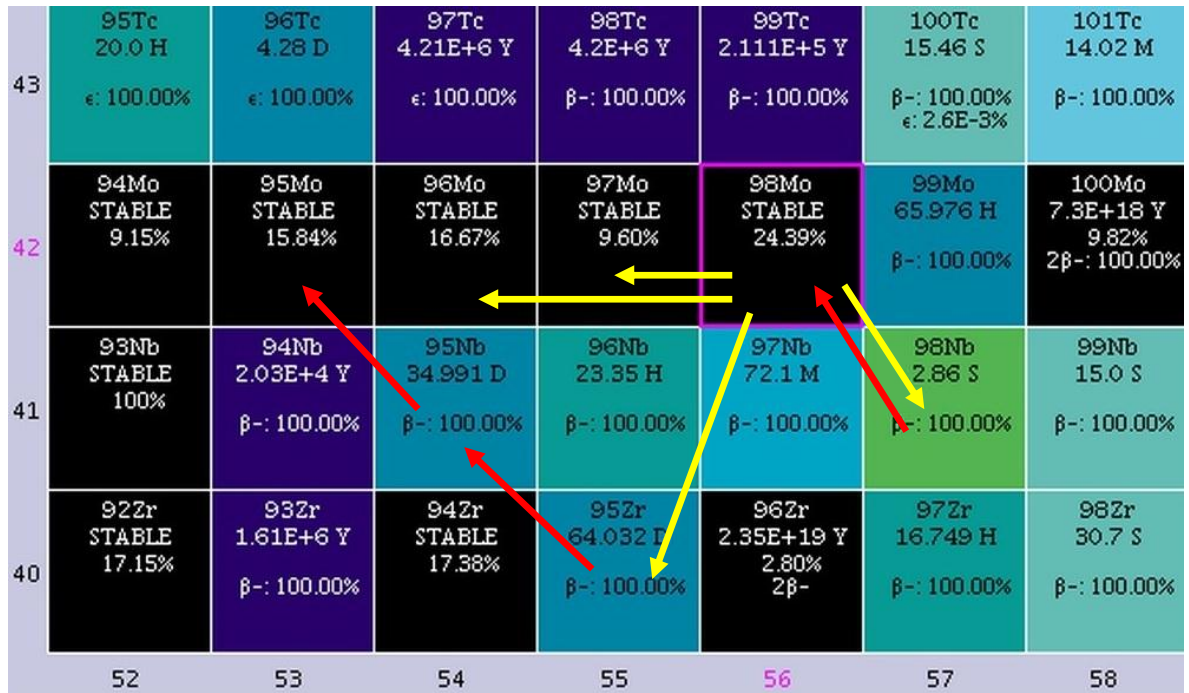 95Tc 96Tc 97Tc 98Tc 99Tc 100Tc 101Tc
20.0 H 4.28 D 4.21E+6 Y 4.2E+6 Y 2.111E+5 Y 15.46 S 14.02 M
43 ϵ: 100.00% ϵ: 100.00% ϵ: 100.00% β-: 100.00% β-: 100.00% β-: 100.00% β-: 100.00%
ϵ: 2.6E-3%
94Mo 95Mo 96Mo 97Mo 98Mo 99Mo 100Mo
STABLE STABLE STABLE STABLE STABLE 65.976 H 7.3E+18 Y
9.15% 15.84% 16.67% 9.60% 24.39% 9.82%
42 β-: 100.00% 2β-: 100.00%
93Nb 94Nb 95Nb 96Nb 97Nb 98Nb 99Nb
STABLE 2.03E+4 Y 34.991 D 23.35 H 72.1 M 2.86 S 15.0 S
100%
41 β-: 100.00% β-: 100.00% β-: 100.00% β-: 100.00% β-: 100.00% β-: 100.00%
92Zr 93Zr 94Zr 95Zr 96Zr 97Zr 98Zr
STABLE 1.61E+6 Y STABLE 64.032 D 2.35E+19 Y 16.749 H 30.7 S
17.15% 17.38% 2.80%
40 β-: 100.00% β-: 100.00% 2β- β-: 100.00% β-: 100.00%
52 53 54 55 56 57 58